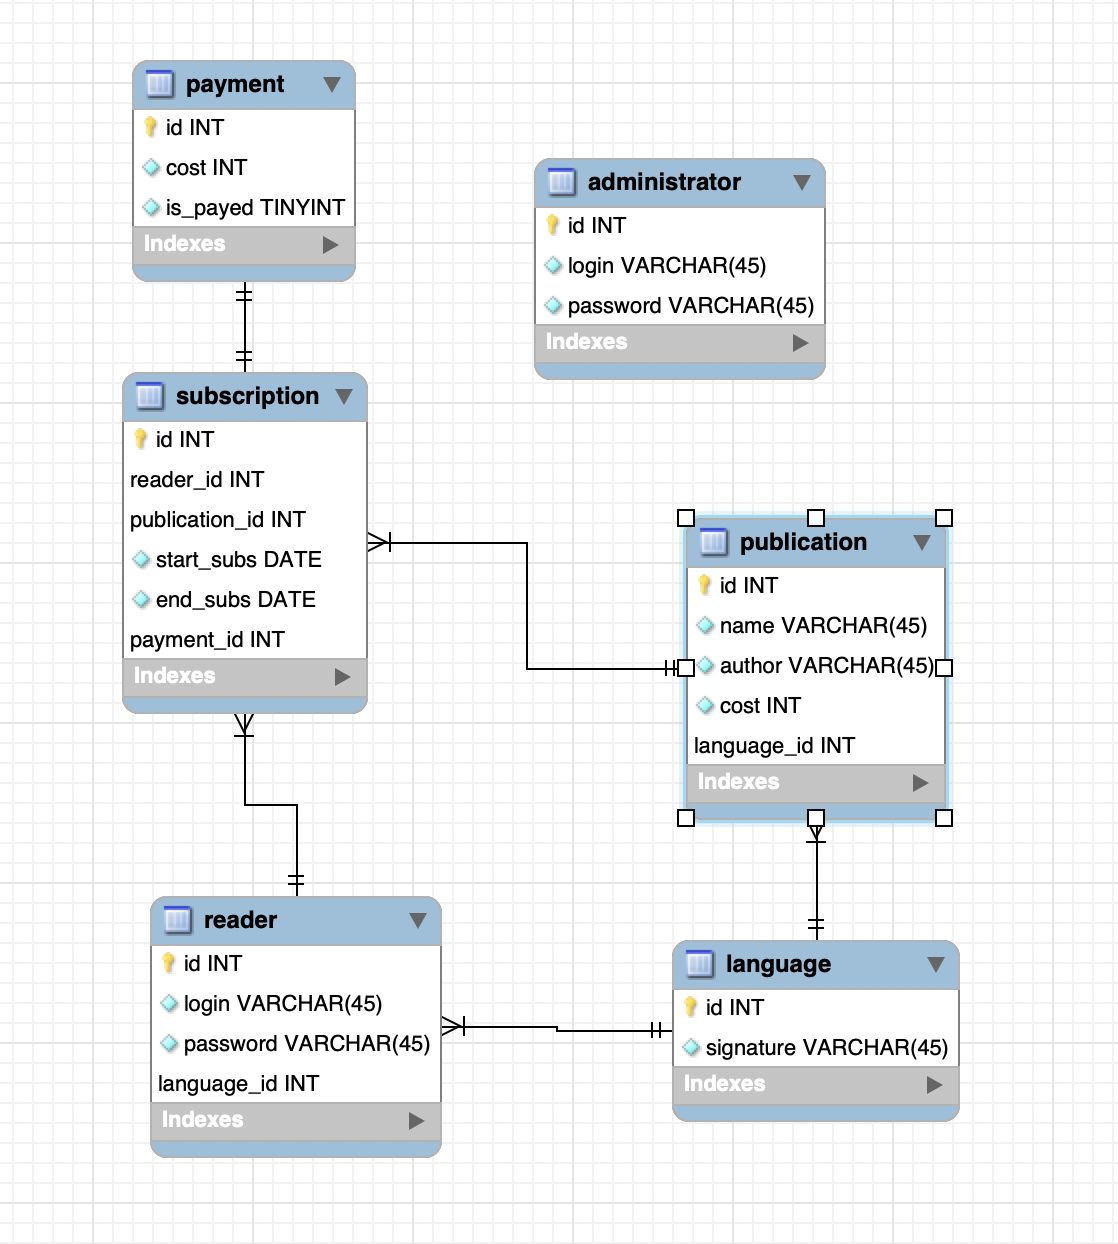 payment
id INT
cost INT
is_payed TINYINT
Indexes
administrator
id INT
login VARCHAR(45)
password VARCHAR(45)
Indexes
subscription
id INT
reader_id INT
publication_id INT
start_subs DATE
end_subs DATE
payment_id INT
Indexes
publication
id INT
name VARCHAR(45)
author VARCHAR(45)
cost INT
language_id INT
Indexes
reader
id INT
login VARCHAR(45)
password VARCHAR(45)
language_id INT
Indexes
language
id INT
signature VARCHAR(45)
Indexes